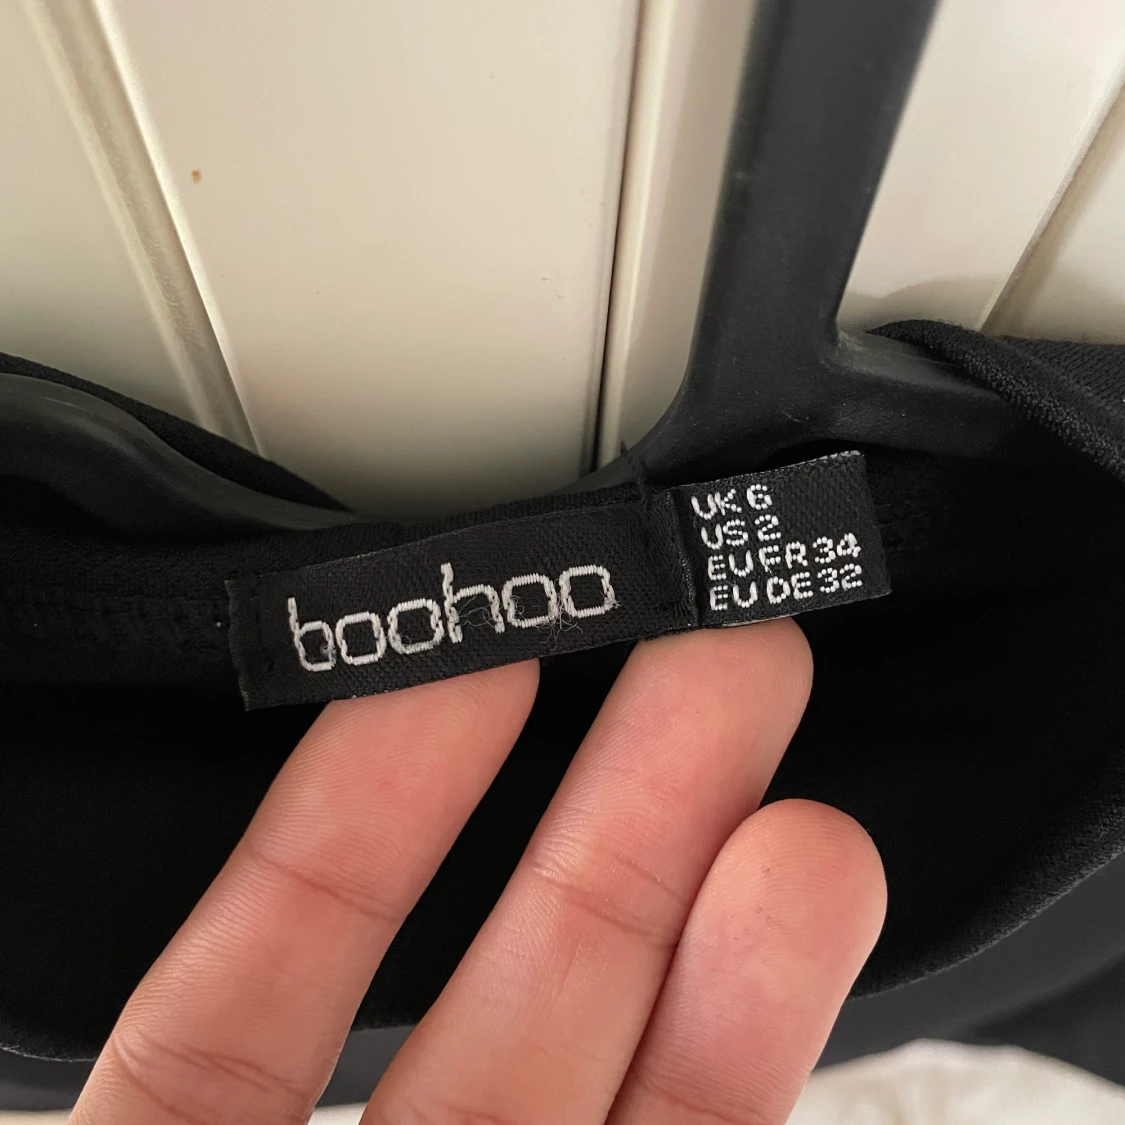 boohoo
UK 6
US 2
EU FR 34
EU DE 32